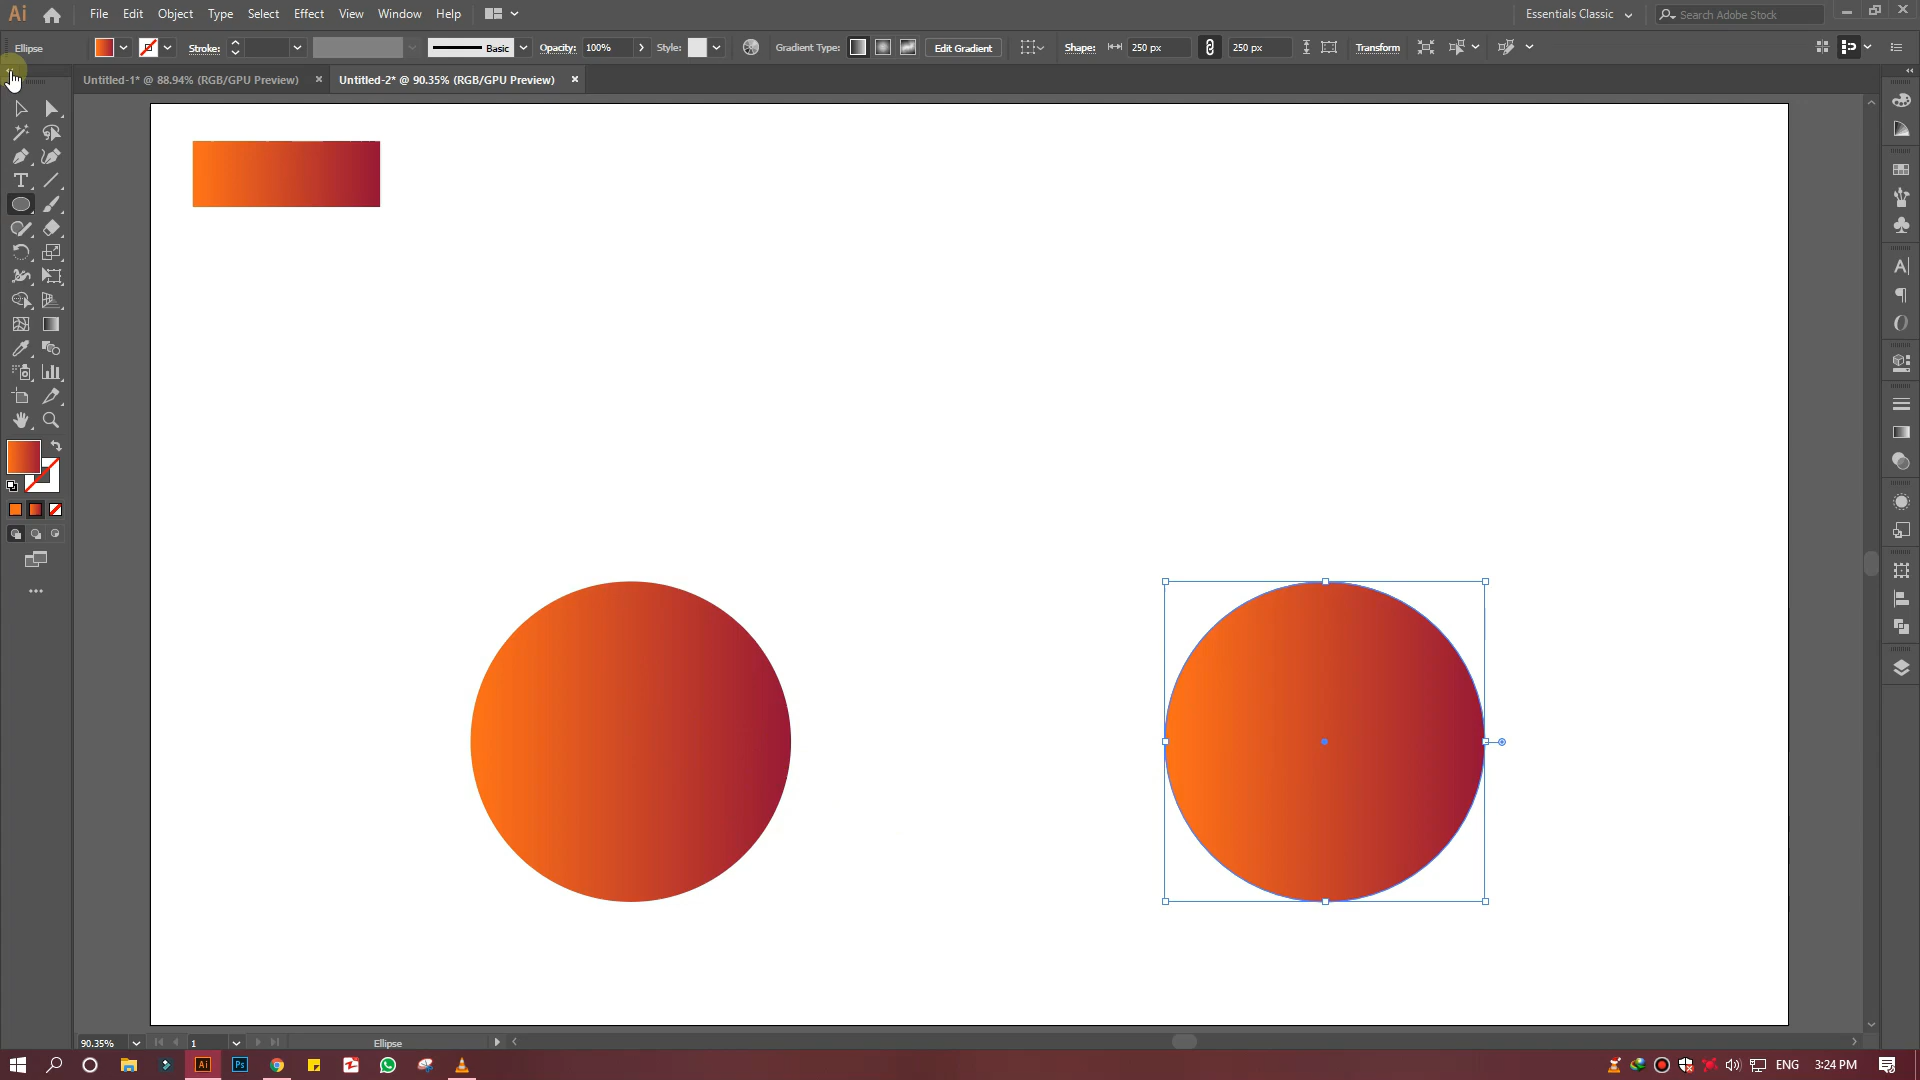 Ai File Edit Object Type Select Effect View Window Help Essentials Classic Search Adobe Stock
Ellipse Stroke: Basic Opacity: 100% Style: Gradient Type: Edit Gradient Shape: 250 px 250 px Transform
Untitled-1* @ 88.94% (RGB/GPU Preview) × Untitled-2* @ 90.35% (RGB/GPU Preview) ×
90.35% 1 Ellipse
Ai Ps ENG 3:24 PM